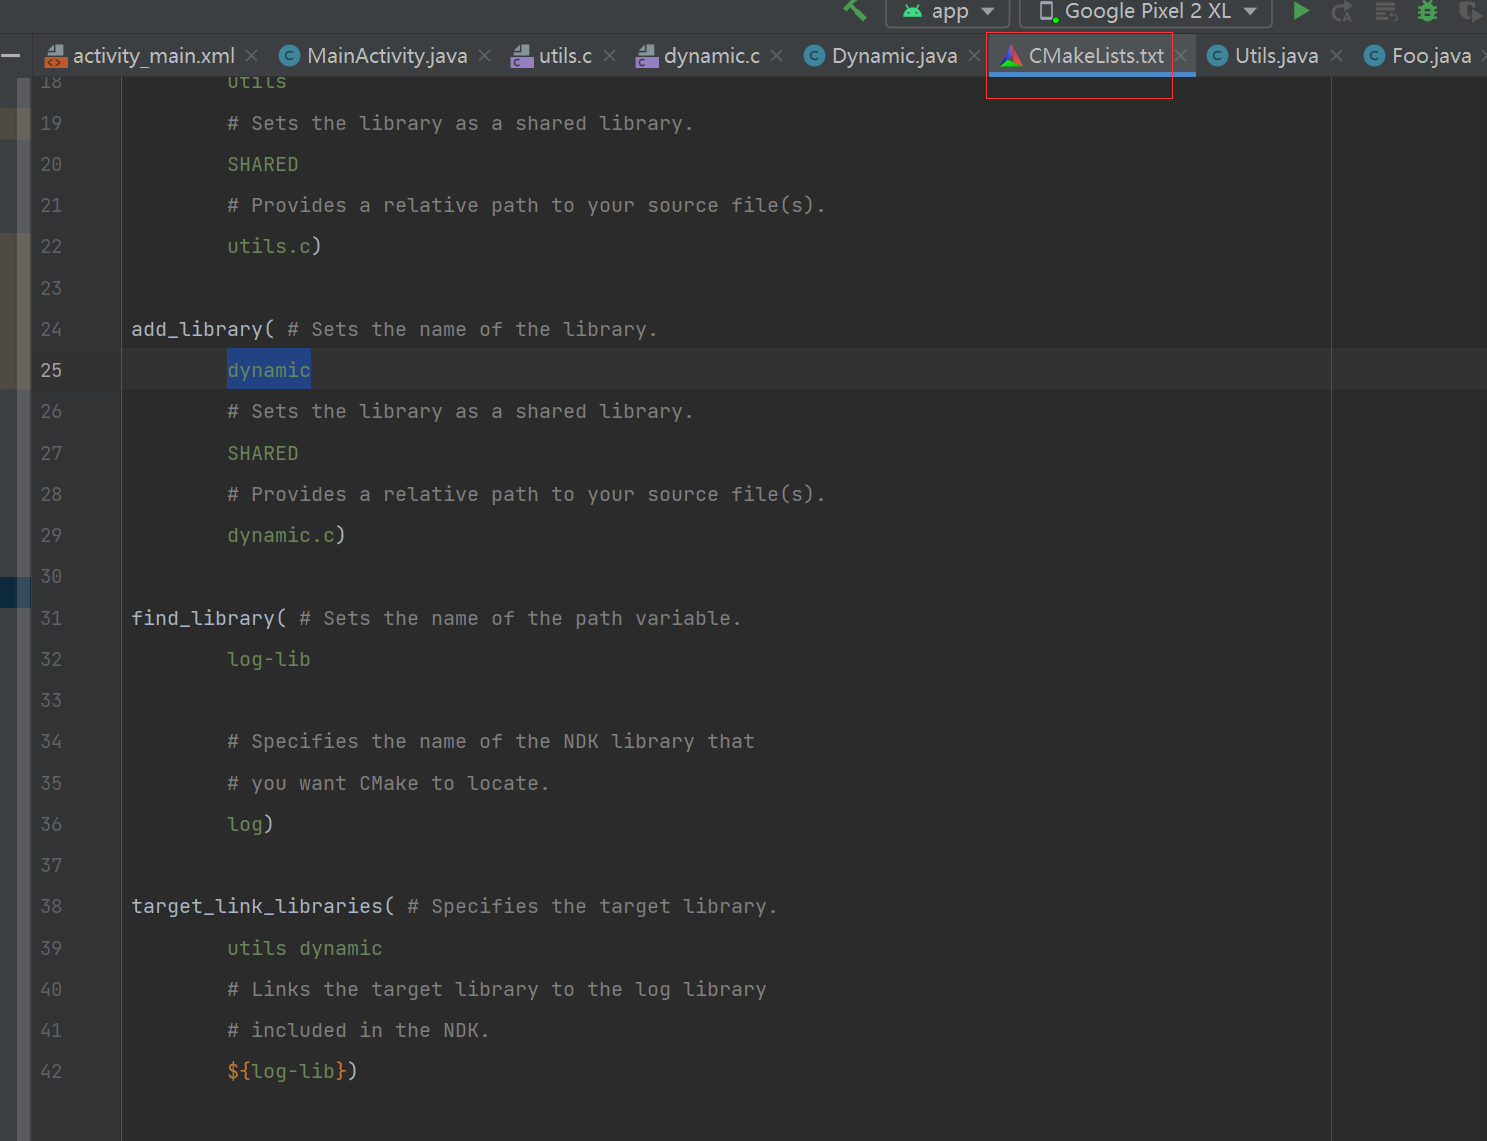 app Google Pixel 2 XL
activity_main.xml MainActivity.java utils.c dynamic.c Dynamic.java CMakeLists.txt Utils.java Foo.java
18 utils
19 # Sets the library as a shared library.
20 SHARED
21 # Provides a relative path to your source file(s).
22 utils.c)
23
24 add_library( # Sets the name of the library.
25 dynamic
26 # Sets the library as a shared library.
27 SHARED
28 # Provides a relative path to your source file(s).
29 dynamic.c)
30
31 find_library( # Sets the name of the path variable.
32 log-lib
33
34 # Specifies the name of the NDK library that
35 # you want CMake to locate.
36 log)
37
38 target_link_libraries( # Specifies the target library.
39 utils dynamic
40 # Links the target library to the log library
41 # included in the NDK.
42 ${log-lib})